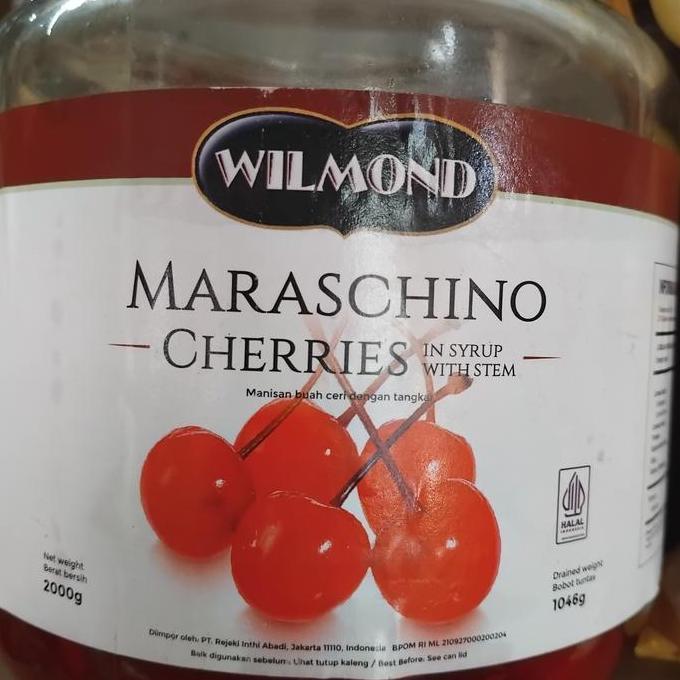 WILMOND
MARASCHINO
CHERRIES IN SYRUP
WITH STEM
Manisan buah ceri dengan tangkai
HALAL
INDONESIA
Net weight
Berat bersih
2000g
Drained weight
Bobot tuntas
1046g
Diimpor oleh: PT. Rejeki Inthi Abadi, Jakarta 11110, Indonesia BPOM RI ML 210927000200204
Baik digunakan sebelum: Lihat tutup kaleng / Best Before: See can lid